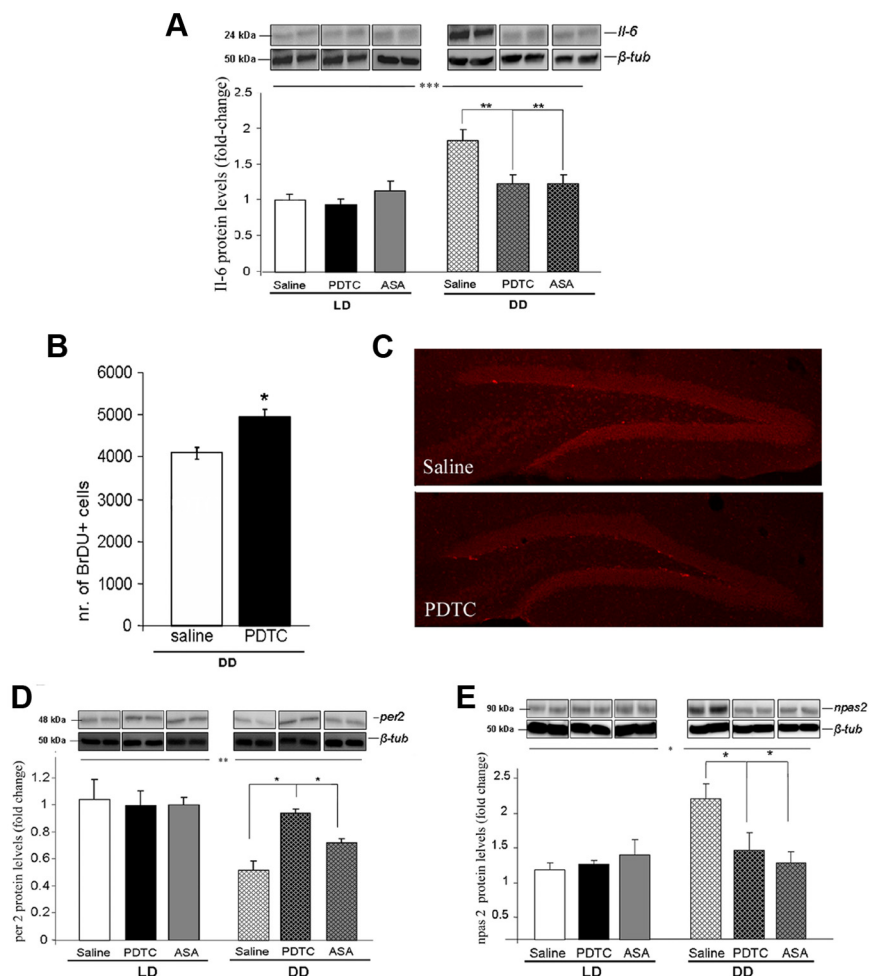 A
24 kDa
Il-6
50 kDa
β-tub
***
** **
Il-6 protein levels (fold-change)
2
1.5
1
0.5
0
Saline PDTC ASA Saline PDTC ASA
LD DD
B
nr. of BrDU+ cells
6000
5000
4000
3000
2000
1000
0
*
saline PDTC
DD
C
Saline
PDTC
D
48 kDa
per2
50 kDa
β-tub
**
* *
per 2 protein lelvels (fold change)
1.2
1
0.8
0.6
0.4
0.2
0
Saline PDTC ASA Saline PDTC ASA
LD DD
E
90 kDa
npas2
50 kDa
β-tub
*
* *
npas 2 protein lelvels (fold change)
2.5
2
1.5
1
0.5
Saline PDTC ASA Saline PDTC ASA
LD DD